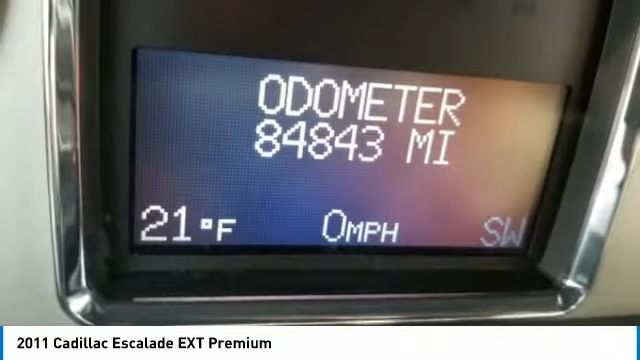 ODOMETER
84843 MI
21°F 0MPH SW
2011 Cadillac Escalade EXT Premium